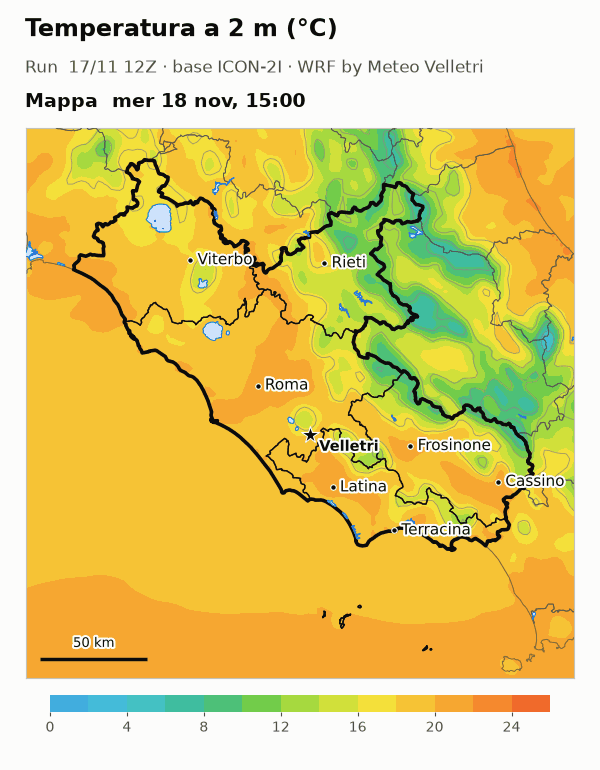 Temperatura a 2 m (°C)
Run  17/11 12Z · base ICON-2I · WRF by Meteo Velletri
Mappa  mer 18 nov, 15:00
Viterbo
Rieti
Roma
Velletri
Frosinone
Latina
Cassino
Terracina
50 km
0 4 8 12 16 20 24